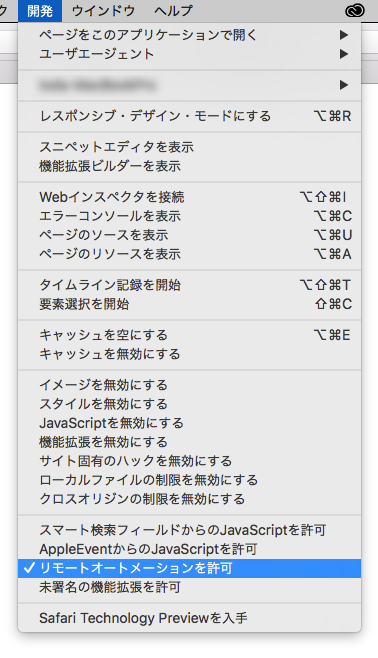 ク 開発 ウインドウ ヘルプ
ページをこのアプリケーションで開く ▶
ユーザエージェント ▶
▶
レスポンシブ・デザイン・モードにする ⌥⌘R
スニペットエディタを表示
機能拡張ビルダーを表示
Webインスペクタを接続 ⌥⇧⌘I
エラーコンソールを表示 ⌥⌘C
ページのソースを表示 ⌥⌘U
ページのリソースを表示 ⌥⌘A
タイムライン記録を開始 ⌥⇧⌘T
要素選択を開始 ⇧⌘C
キャッシュを空にする ⌥⌘E
キャッシュを無効にする
イメージを無効にする
スタイルを無効にする
JavaScriptを無効にする
機能拡張を無効にする
サイト固有のハックを無効にする
ローカルファイルの制限を無効にする
クロスオリジンの制限を無効にする
スマート検索フィールドからのJavaScriptを許可
AppleEventからのJavaScriptを許可
✓ リモートオートメーションを許可
未署名の機能拡張を許可
Safari Technology Previewを入手